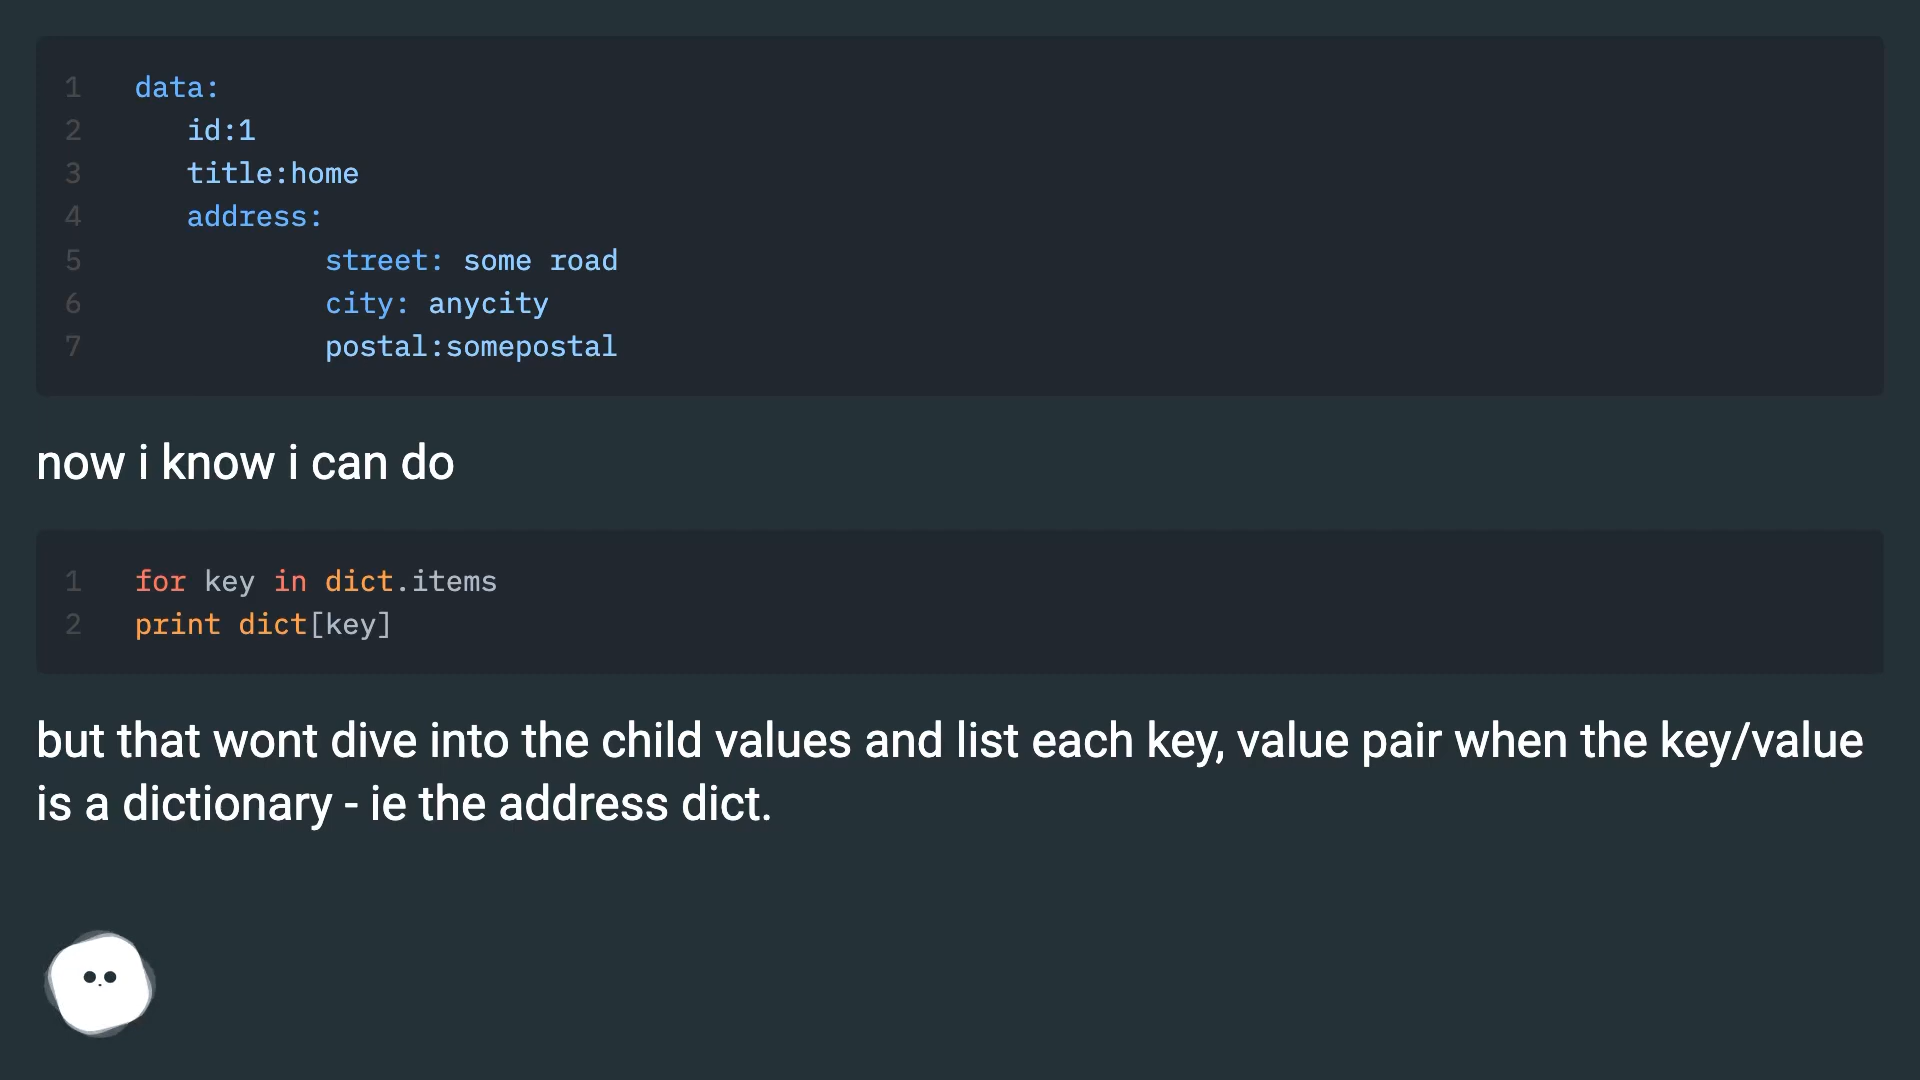 1 data:
2 id:1
3 title:home
4 address:
5 street: some road
6 city: anycity
7 postal:somepostal
now i know i can do
1 for key in dict.items
2 print dict[key]
but that wont dive into the child values and list each key, value pair when the key/value
is a dictionary - ie the address dict.